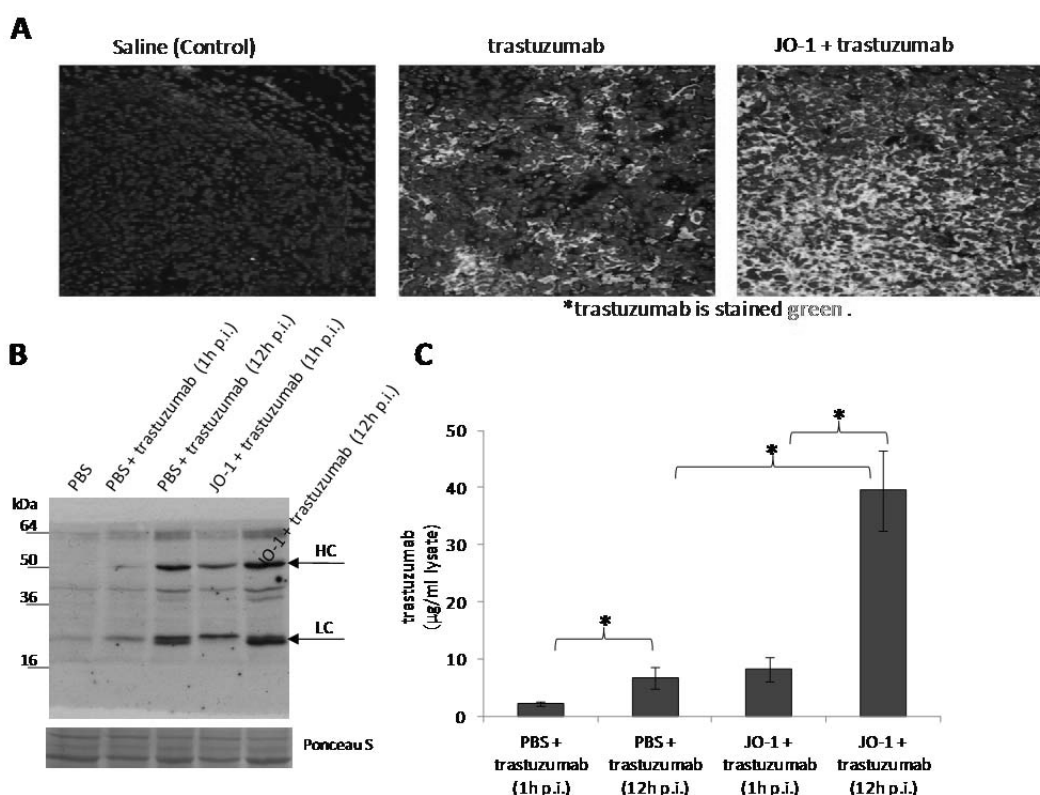 A
Saline (Control)
trastuzumab
JO-1 + trastuzumab
*trastuzumab is stained green .
B
PBS
PBS + trastuzumab (1h p.i.)
PBS + trastuzumab (12h p.i.)
JO-1 + trastuzumab (1h p.i.)
JO-1 + trastuzumab (12h p.i.)
kDa
64
50
36
16
HC
LC
Ponceau S
C
trastuzumab
(µg/ml lysate)
50
40
30
20
10
0
*
*
*
PBS +
trastuzumab
(1h p.i.)
PBS +
trastuzumab
(12h p.i.)
JO-1 +
trastuzumab
(1h p.i.)
JO-1 +
trastuzumab
(12h p.i.)